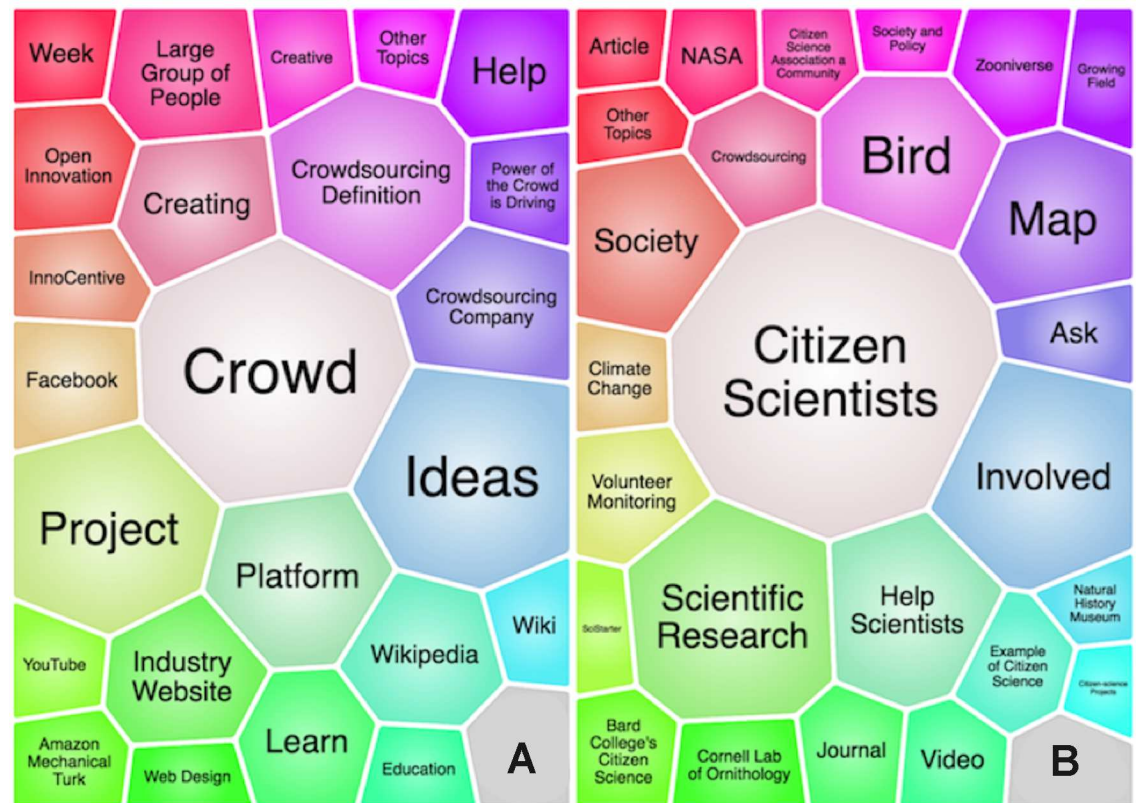 Week
Large
Group of
People
Creative
Other
Topics
Help
Open
Innovation
Creating
Crowdsourcing
Definition
Power of
the Crowd
is Driving
InnoCentive
Crowdsourcing
Company
Crowd
Facebook
Ideas
Project
Platform
Wiki
YouTube
Industry
Website
Wikipedia
Amazon
Mechanical
Turk
Web Design
Learn
Education
A
Article
NASA
Citizen
Science
Association a
Community
Society and
Policy
Zooniverse
Growing
Field
Other
Topics
Crowdsourcing
Bird
Map
Society
Ask
Citizen
Scientists
Climate
Change
Volunteer
Monitoring
Involved
Scientific
Research
Help
Scientists
Natural
History
Museum
SciStarter
Example
of Citizen
Science
Citizen-science
Projects
Bard
College's
Citizen
Science
Cornell Lab
of Ornithology
Journal
Video
B